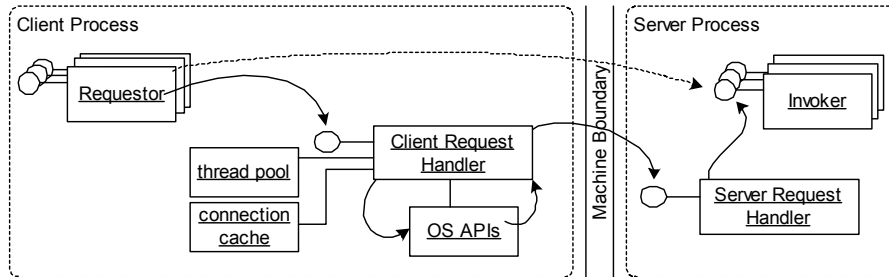 Client Process
Server Process
Requestor
Invoker
Client Request
Handler
thread pool
connection
cache
OS APIs
Machine Boundary
Server Request
Handler